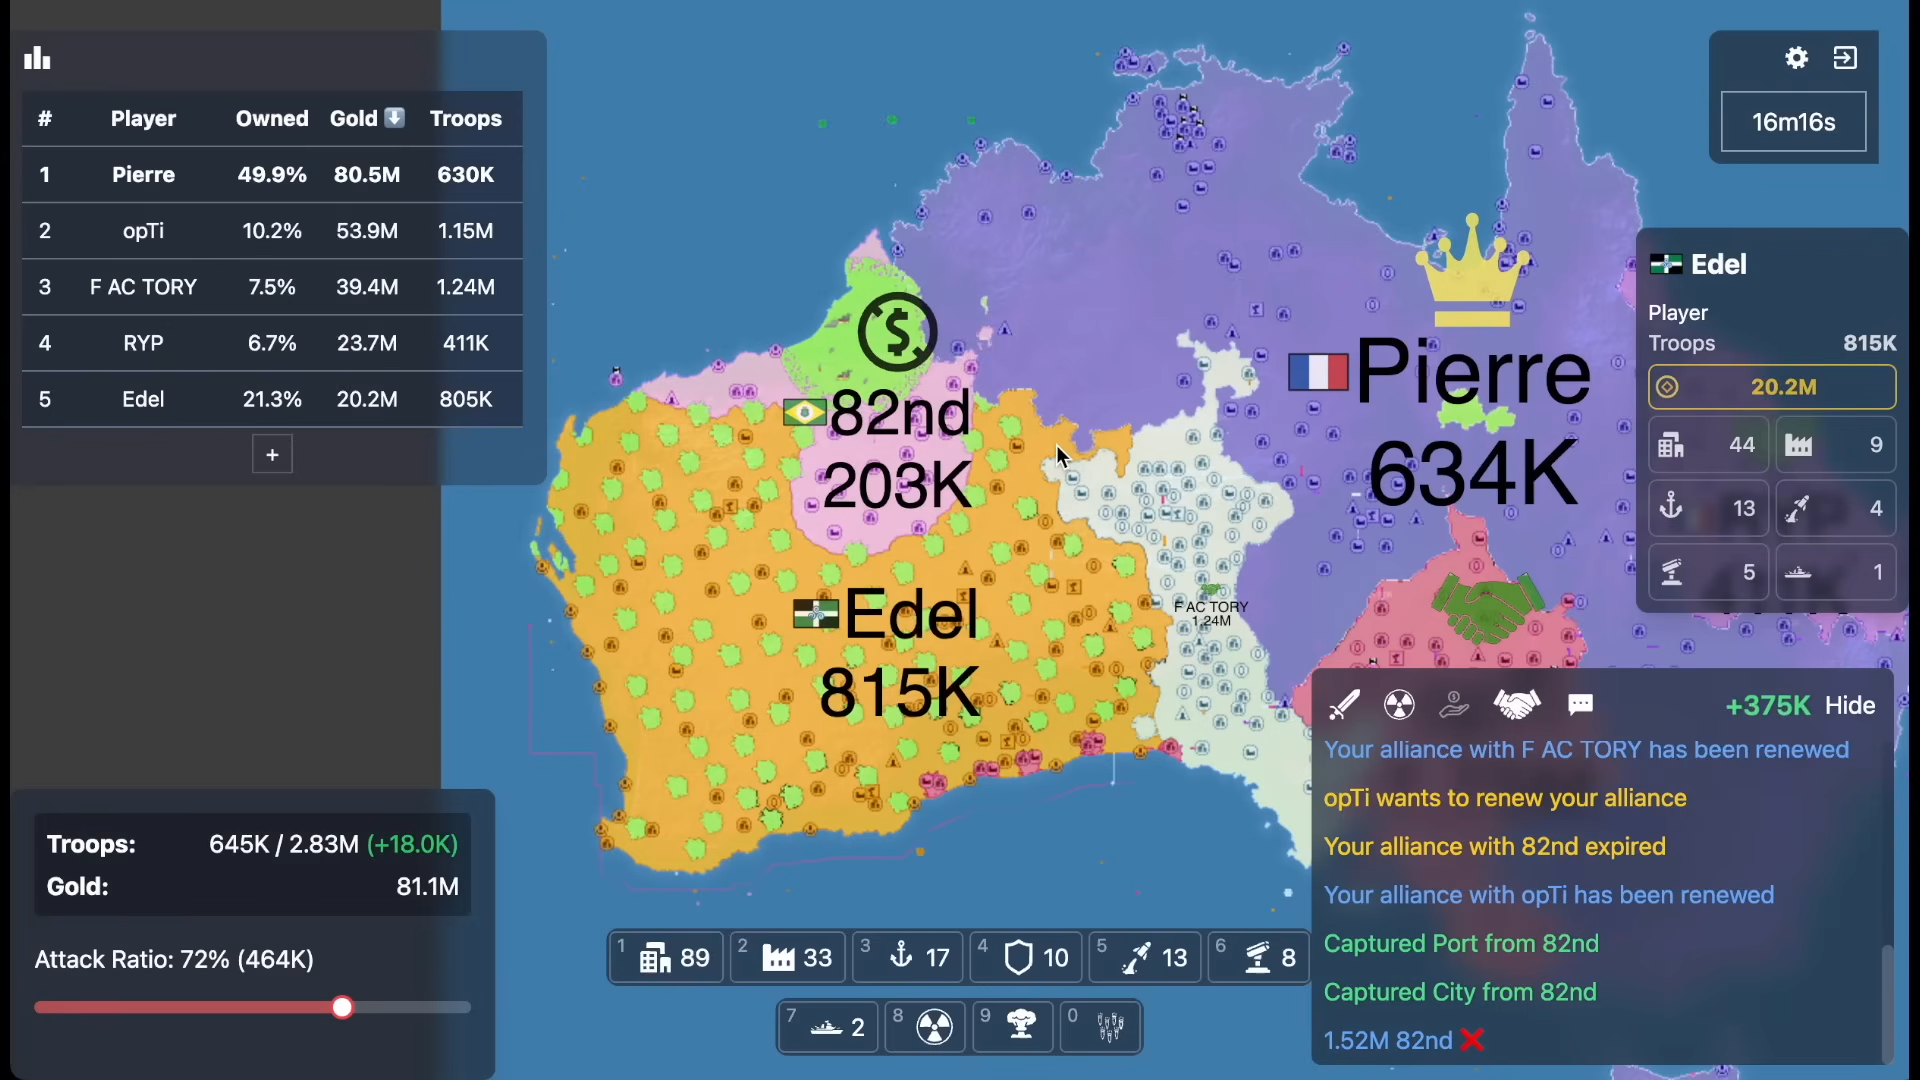 # Player Owned Gold Troops
1 Pierre 49.9% 80.5M 630K
2 opTi 10.2% 53.9M 1.15M
3 F AC TORY 7.5% 39.4M 1.24M
4 RYP 6.7% 23.7M 411K
5 Edel 21.3% 20.2M 805K
+
16m16s
Pierre
634K
82nd
203K
Edel
815K
F AC TORY
1.24M
Edel
Player
Troops 815K
20.2M
44 9
13 4
5 1
+375K Hide
Your alliance with F AC TORY has been renewed
opTi wants to renew your alliance
Your alliance with 82nd expired
Your alliance with opTi has been renewed
Captured Port from 82nd
Captured City from 82nd
1.52M 82nd
Troops: 645K / 2.83M (+18.0K)
Gold: 81.1M
Attack Ratio: 72% (464K)
1 89 2 33 3 17 4 10 5 13 6 8
7 2 8 9 0